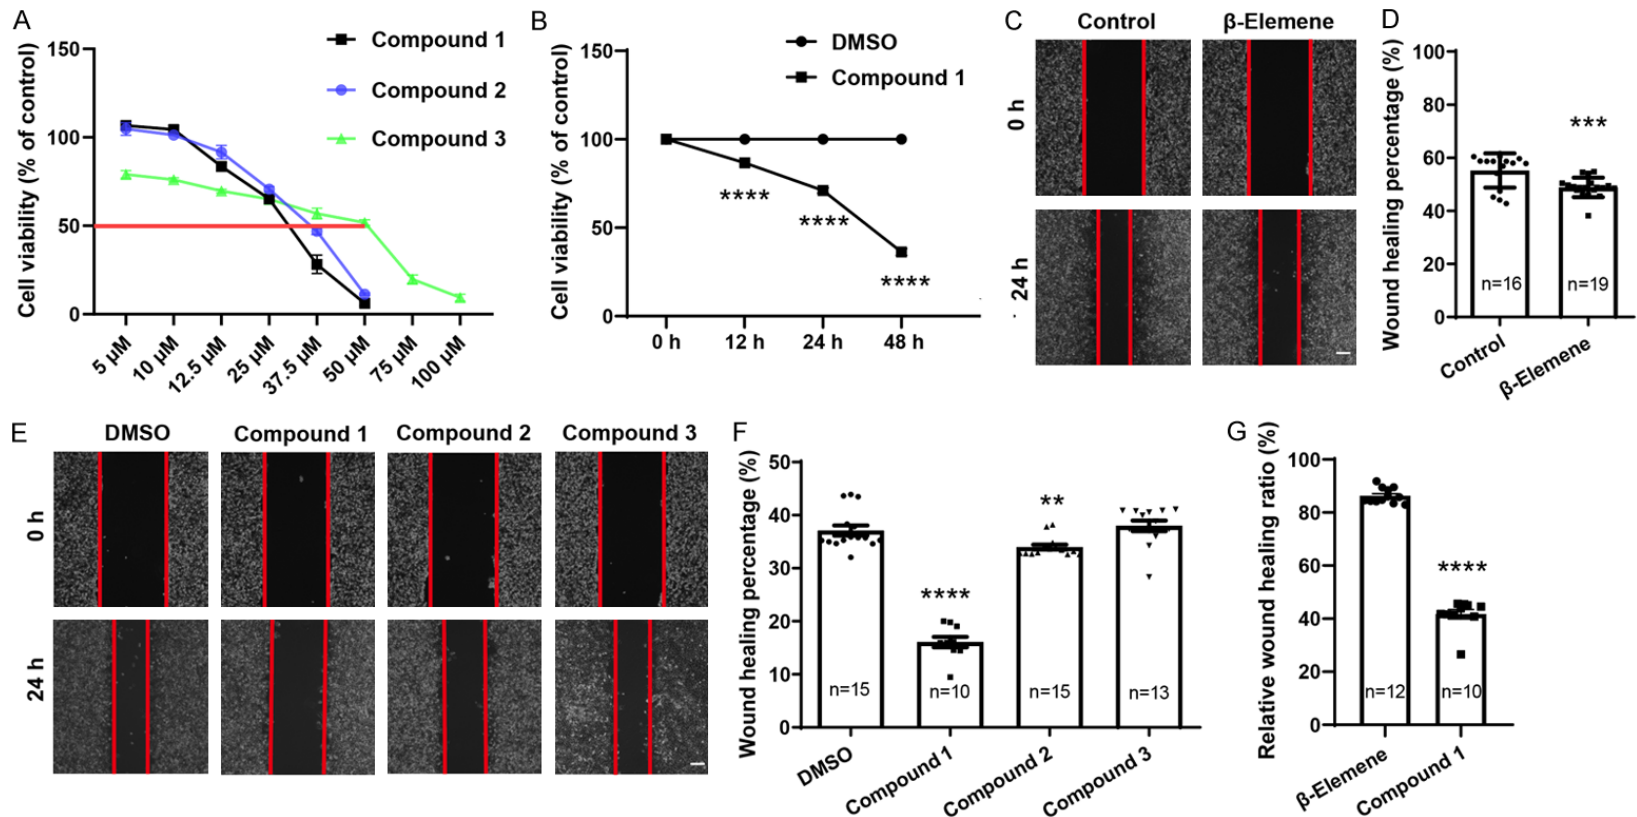 A
Cell viability (% of control)
150
100
50
0
5 μM
10 μM
12.5 μM
25 μM
37.5 μM
50 μM
75 μM
100 μM
Compound 1
Compound 2
Compound 3
B
Cell viability (% of control)
150
100
50
0
0 h
12 h
24 h
48 h
DMSO
Compound 1
****
****
****
C
Control
β-Elemene
0 h
24 h
D
Wound healing percentage (%)
100
80
60
40
20
0
***
n=16
n=19
Control
β-Elemene
E
DMSO
Compound 1
Compound 2
Compound 3
0 h
24 h
F
Wound healing percentage (%)
50
40
30
20
10
0
****
**
n=15
n=10
n=15
n=13
DMSO
Compound 1
Compound 2
Compound 3
G
Relative wound healing ratio (%)
100
80
60
40
20
0
****
n=12
n=10
β-Elemene
Compound 1